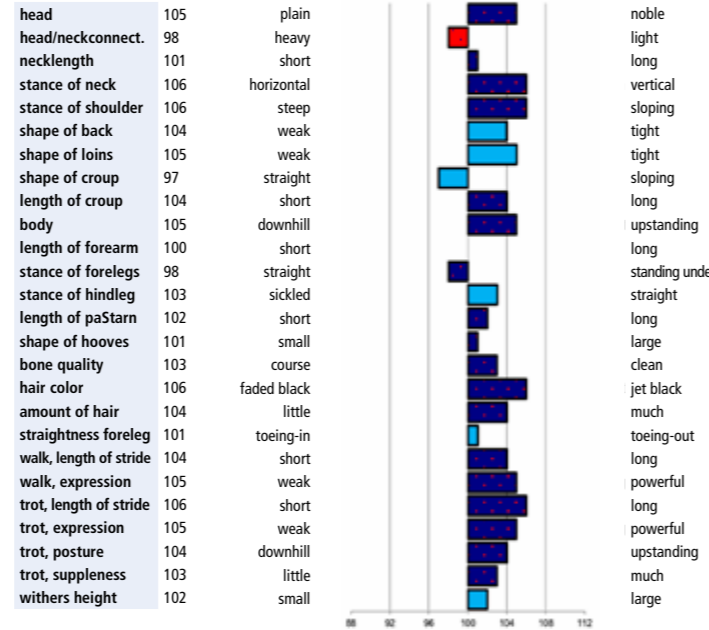 head 105 plain noble
head/neckconnect. 98 heavy light
necklength 101 short long
stance of neck 106 horizontal vertical
stance of shoulder 106 steep sloping
shape of back 104 weak tight
shape of loins 105 weak tight
shape of croup 97 straight sloping
length of croup 104 short long
body 105 downhill upstanding
length of forearm 100 short long
stance of forelegs 98 straight standing unde
stance of hindleg 103 sickled straight
length of paStarn 102 short long
shape of hooves 101 small large
bone quality 103 course clean
hair color 106 faded black jet black
amount of hair 104 little much
straightness foreleg 101 toeing-in toeing-out
walk, length of stride 104 short long
walk, expression 105 weak powerful
trot, length of stride 106 short long
trot, expression 105 weak powerful
trot, posture 104 downhill upstanding
trot, suppleness 103 little much
withers height 102 small large
88 92 96 100 104 108 112